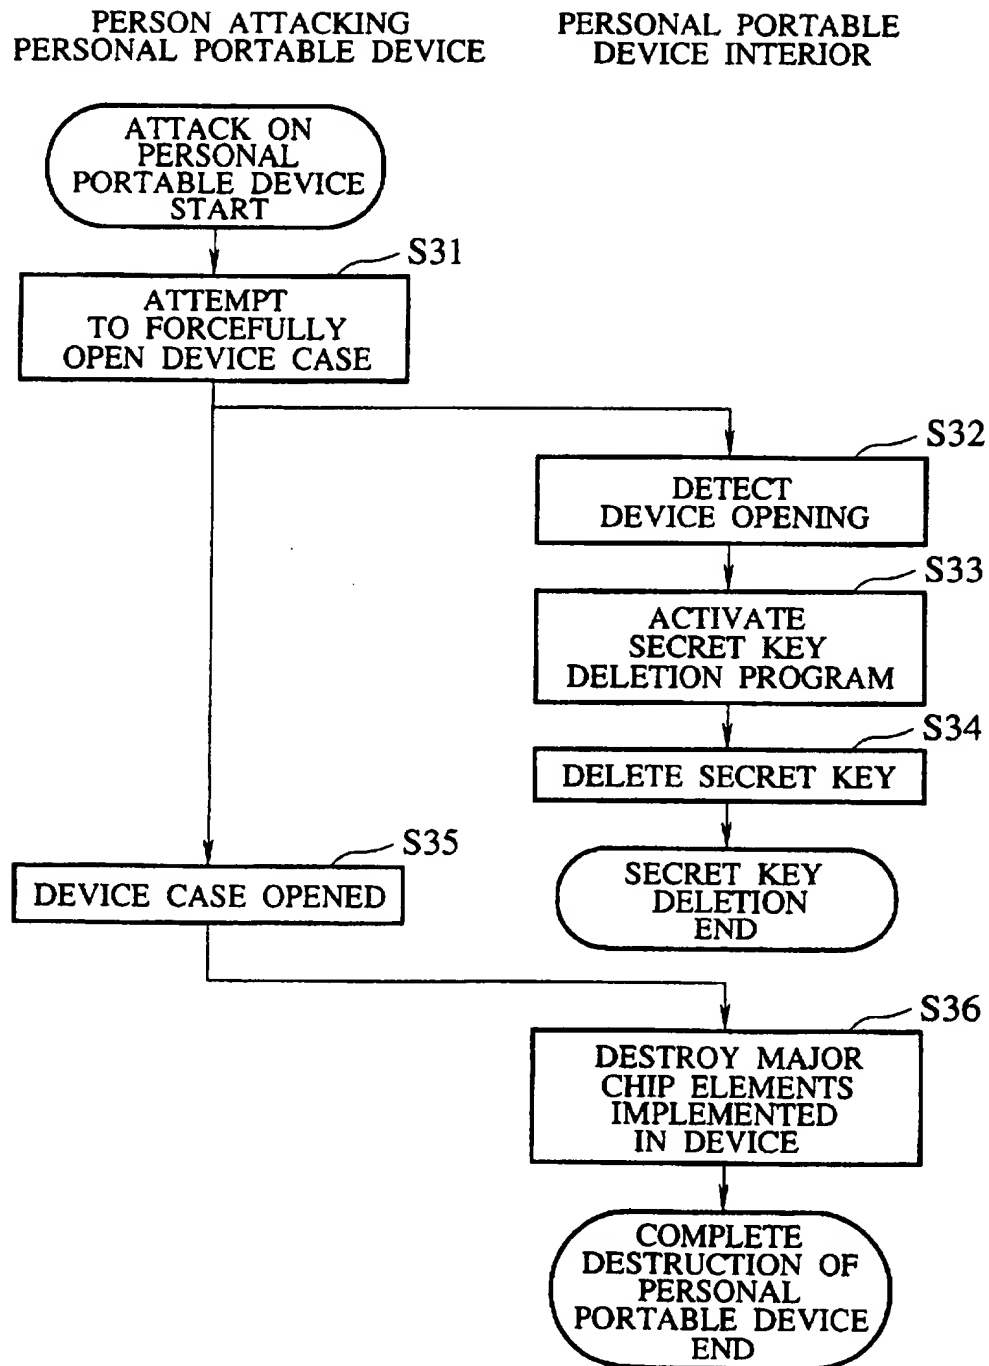 PERSON ATTACKING
PERSONAL PORTABLE DEVICE
PERSONAL PORTABLE
DEVICE INTERIOR
ATTACK ON
PERSONAL
PORTABLE DEVICE
START
S31
ATTEMPT
TO FORCEFULLY
OPEN DEVICE CASE
S32
DETECT
DEVICE OPENING
S33
ACTIVATE
SECRET KEY
DELETION PROGRAM
S34
DELETE SECRET KEY
S35
DEVICE CASE OPENED
SECRET KEY
DELETION
END
S36
DESTROY MAJOR
CHIP ELEMENTS
IMPLEMENTED
IN DEVICE
COMPLETE
DESTRUCTION OF
PERSONAL
PORTABLE DEVICE
END